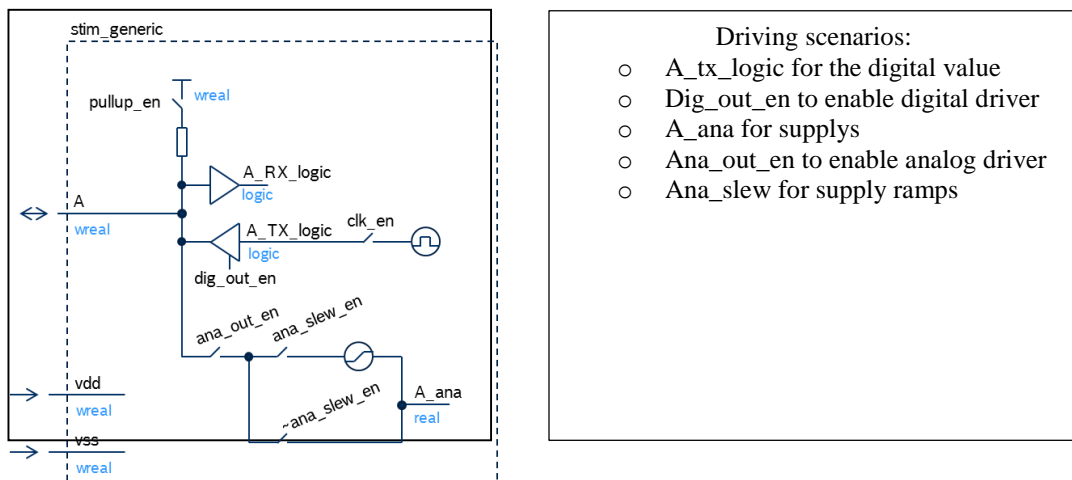 stim_generic
pullup_en
wreal
A_RX_logic
logic
A
wreal
A_TX_logic
logic
clk_en
dig_out_en
ana_out_en
ana_slew_en
vdd
wreal
~ana_slew_en
A_ana
real
vss
wreal
Driving scenarios:
○ A_tx_logic for the digital value
○ Dig_out_en to enable digital driver
○ A_ana for supplys
○ Ana_out_en to enable analog driver
○ Ana_slew for supply ramps